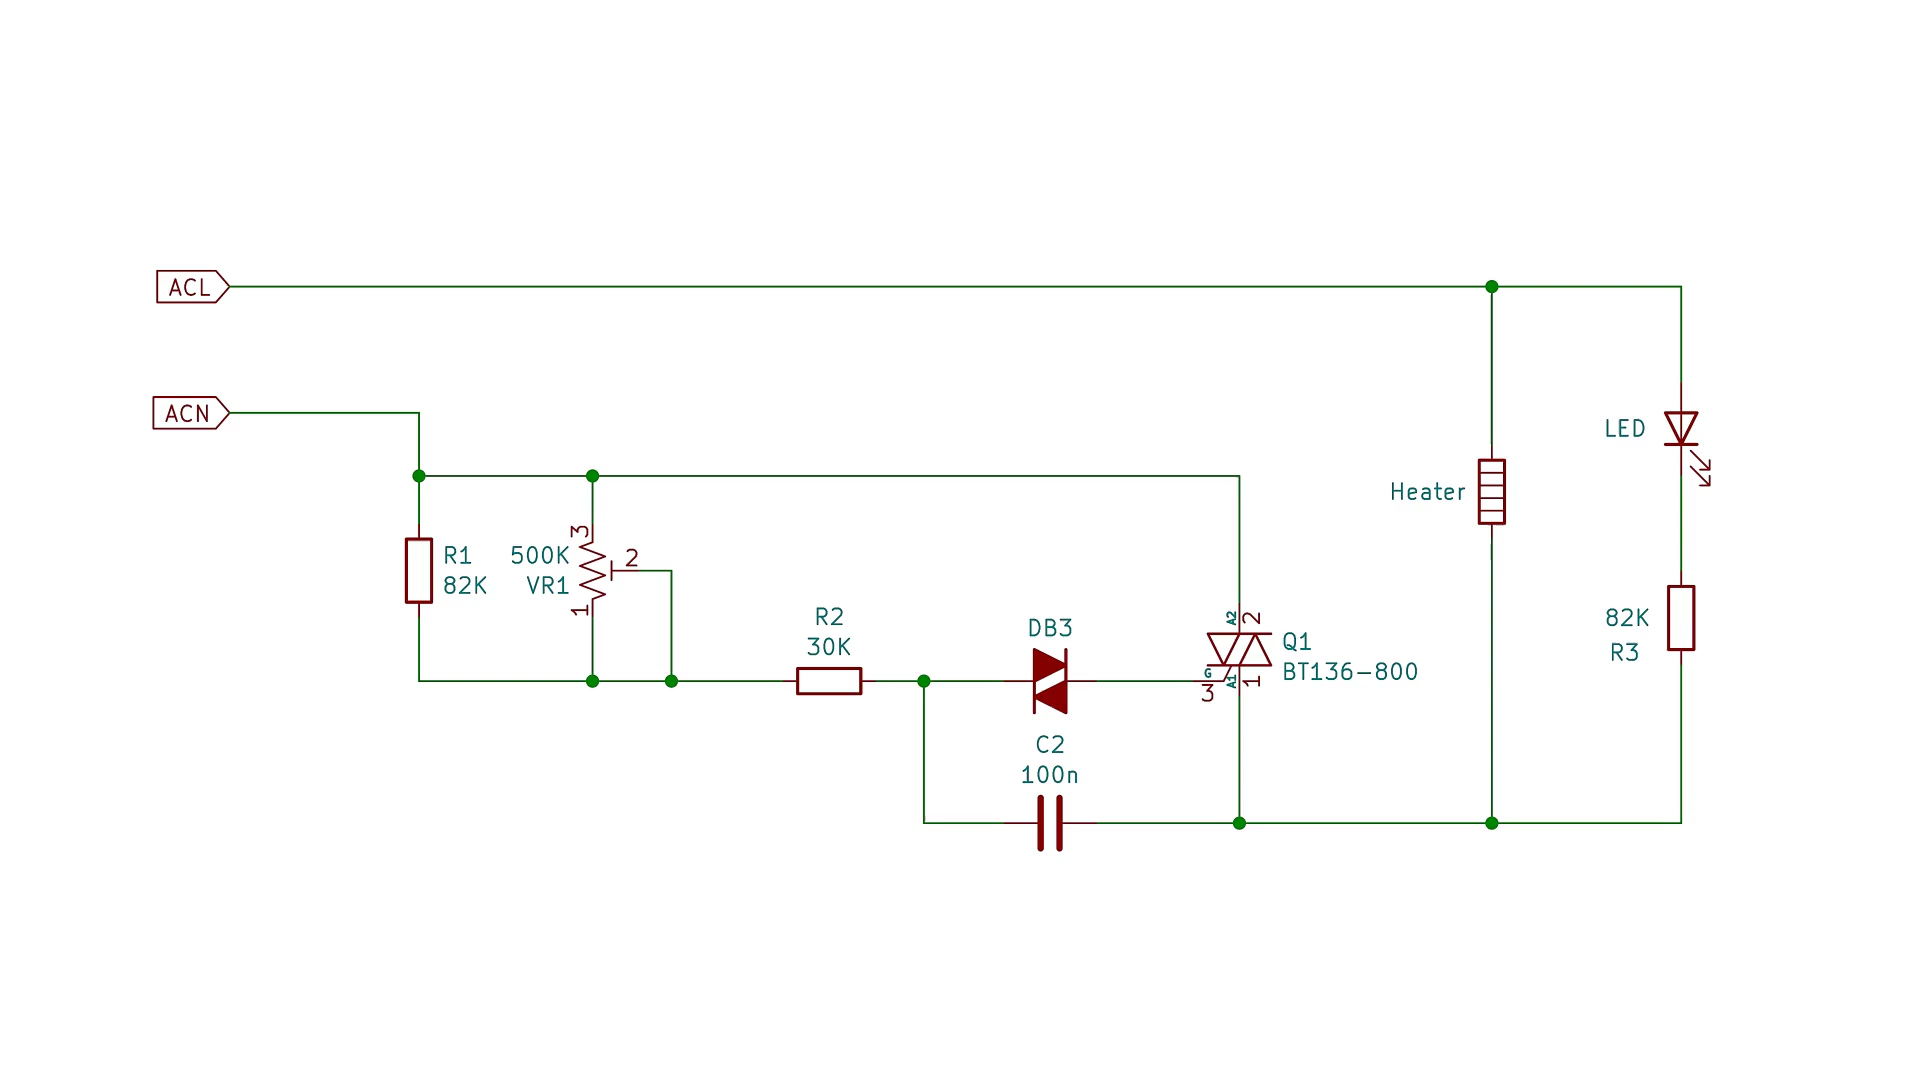 ACL
ACN
LED
Heater
R1
82K
500K
VR1
3
2
1
R2
30K
DB3
A2
2
Q1
BT136-800
G
3
A1
1
82K
R3
C2
100n